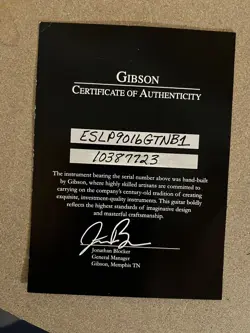 GIBSON
CERTIFICATE OF AUTHENTICITY
ESLP9016GTNB1
10387723
The instrument bearing the serial number above was hand-built
by Gibson, where highly skilled artisans are committed to
carrying on the company's century-old tradition of creating
exquisite, investment-quality instruments. This guitar boldly
reflects the highest standards of imaginative design
and masterful craftsmanship.
Jonathan Blocker
General Manager
Gibson, Memphis TN